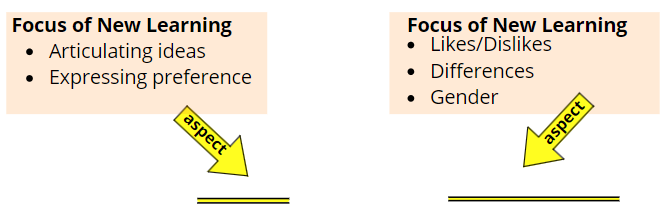 Focus of New Learning
• Articulating ideas
• Expressing preference
aspect
Focus of New Learning
• Likes/Dislikes
• Differences
• Gender
aspect